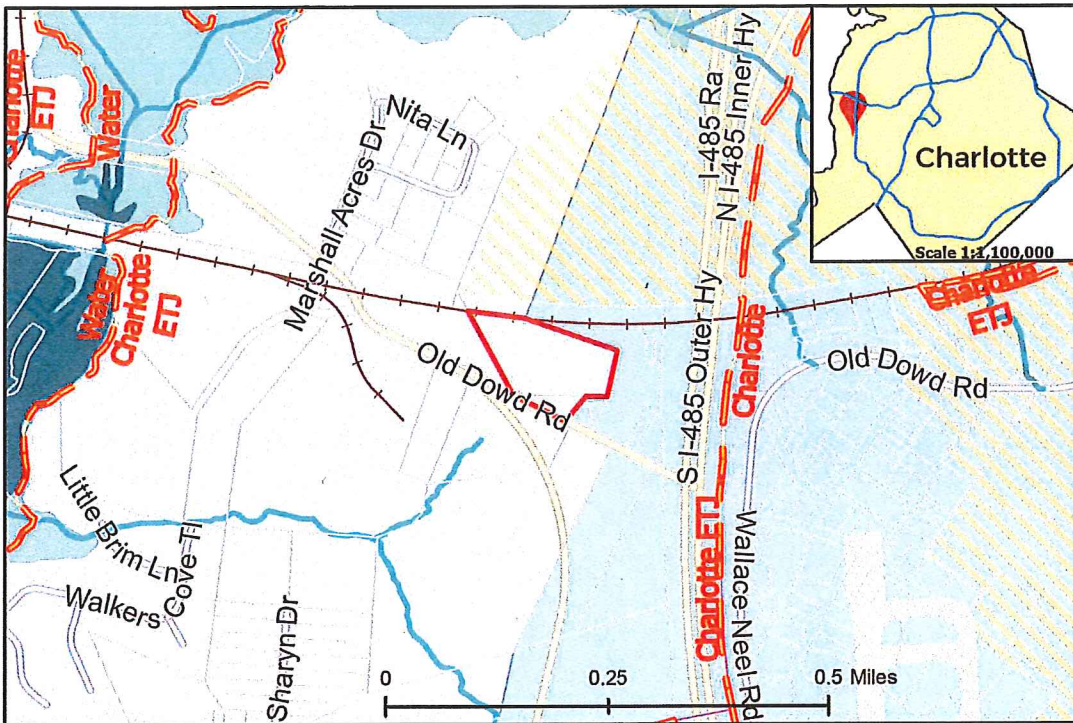 Charlotte
ETJ
Water
Nita Ln
Marshall Acres Dr
I-485 Ra
N I-485 Inner Hy
Charlotte
Scale 1:1,100,000
Water
Charlotte
ETJ
Old Dowd Rd
S I-485 Outer Hy
Charlotte
Charlotte
ETJ
Old Dowd Rd
Little Brim Ln
Cove Tl
Walkers
Sharyn Dr
Charlotte ETJ
Wallace Neel Rd
0
0.25
0.5 Miles